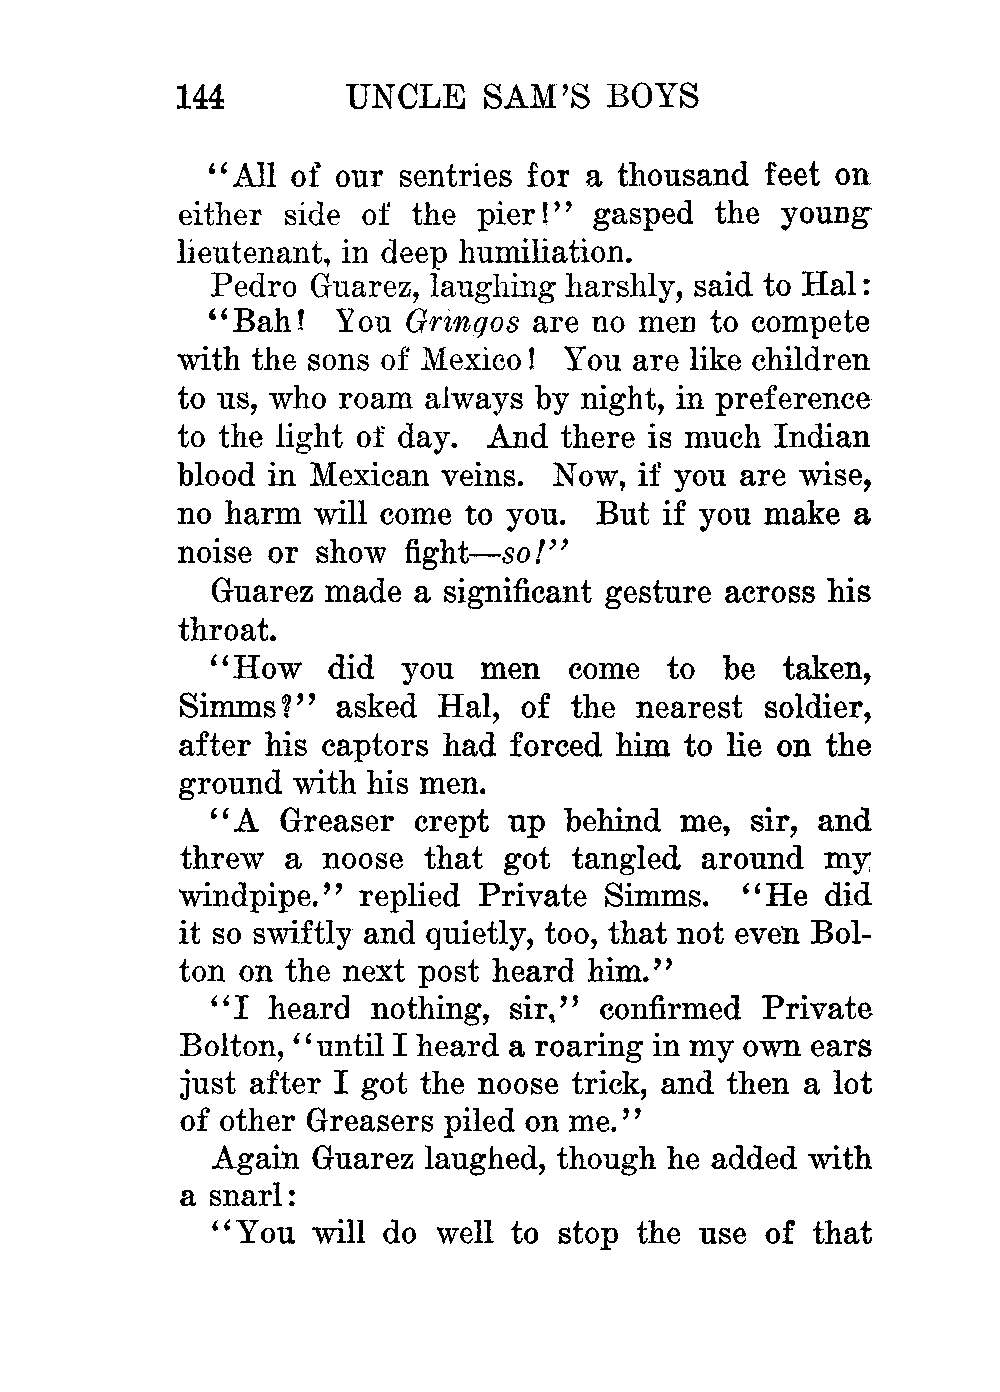 144 UNCLE SAM'S BOYS
"All of our sentries for a thousand feet on
either side of the pier!" gasped the young
lieutenant, in deep humiliation.
Pedro Guarez, laughing harshly, said to Hal:
"Bah! You Gringos are no men to compete
with the sons of Mexico! You are like children
to us, who roam always by night, in preference
to the light of day. And there is much Indian
blood in Mexican veins. Now, if you are wise,
no harm will come to you. But if you make a
noise or show fight—so!"
Guarez made a significant gesture across his
throat.
"How did you men come to be taken,
Simms?" asked Hal, of the nearest soldier,
after his captors had forced him to lie on the
ground with his men.
"A Greaser crept up behind me, sir, and
threw a noose that got tangled around my
windpipe." replied Private Simms. "He did
it so swiftly and quietly, too, that not even Bol-
ton on the next post heard him."
"I heard nothing, sir," confirmed Private
Bolton, "until I heard a roaring in my own ears
just after I got the noose trick, and then a lot
of other Greasers piled on me."
Again Guarez laughed, though he added with
a snarl:
"You will do well to stop the use of that